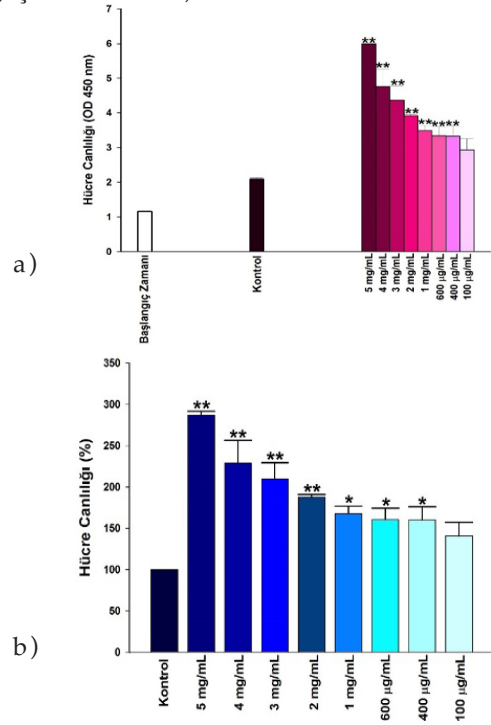 6
5
4
3
2
1
0
Hücre Canlılığı (OD 450 nm)
** ** ** ** ** ** **
Başlangıç Zamanı
Kontrol
5 mg/mL
4 mg/mL
3 mg/mL
2 mg/mL
1 mg/mL
600 µg/mL
400 µg/mL
100 µg/mL
a)
350
300
250
200
150
100
50
0
Hücre Canlılığı (%)
** ** ** ** * * *
Kontrol
5 mg/mL
4 mg/mL
3 mg/mL
2 mg/mL
1 mg/mL
600 µg/mL
400 µg/mL
100 µg/mL
b)